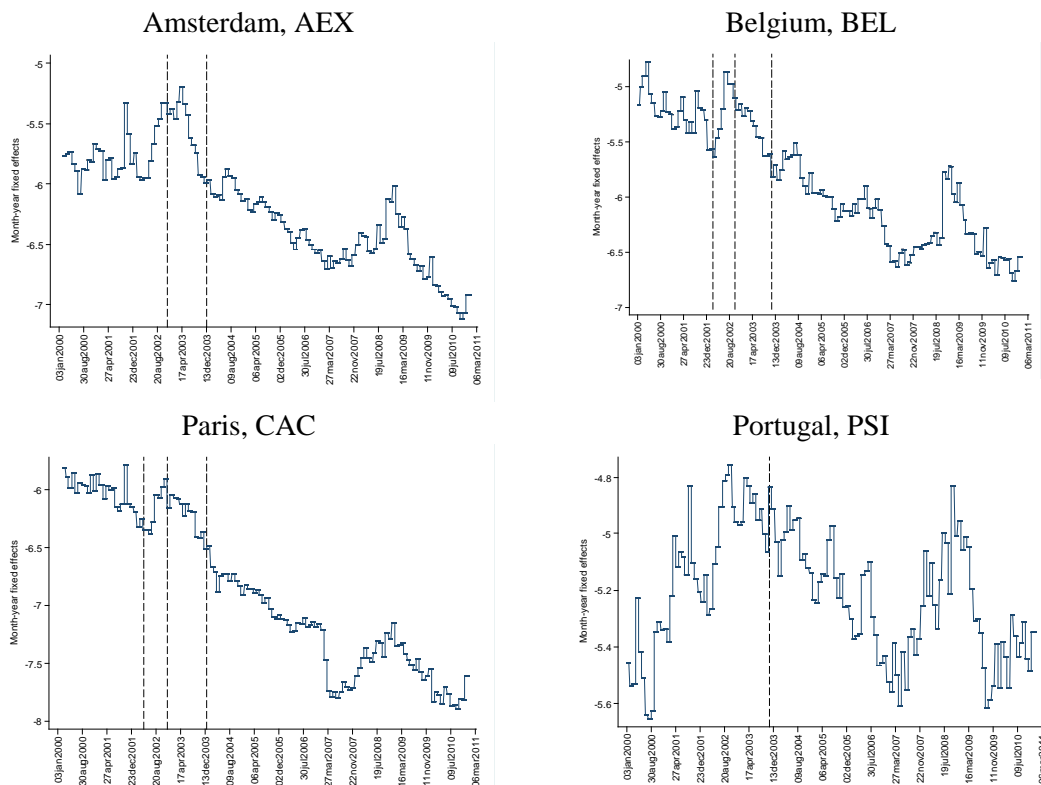 Amsterdam, AEX
Month-year fixed effects
-5
-5.5
-6
-6.5
-7
03jan2000
30aug2000
27apr2001
23dec2001
20aug2002
17apr2003
13dec2003
09aug2004
06apr2005
02dec2005
30jul2006
27mar2007
22nov2007
19jul2008
16mar2009
11nov2009
09jul2010
06mar2011
Belgium, BEL
Month-year fixed effects
-5
-5.5
-6
-6.5
-7
03jan2000
30aug2000
27apr2001
23dec2001
20aug2002
17apr2003
13dec2003
09aug2004
06apr2005
02dec2005
30jul2006
27mar2007
22nov2007
19jul2008
16mar2009
11nov2009
09jul2010
06mar2011
Paris, CAC
Month-year fixed effects
-6
-6.5
-7
-7.5
-8
03jan2000
30aug2000
27apr2001
23dec2001
20aug2002
17apr2003
13dec2003
09aug2004
06apr2005
02dec2005
30jul2006
27mar2007
22nov2007
19jul2008
16mar2009
11nov2009
09jul2010
06mar2011
Portugal, PSI
Month-year fixed effects
-4.8
-5
-5.2
-5.4
-5.6
03jan2000
30aug2000
27apr2001
23dec2001
20aug2002
17apr2003
13dec2003
09aug2004
06apr2005
02dec2005
30jul2006
27mar2007
22nov2007
19jul2008
16mar2009
11nov2009
09jul2010